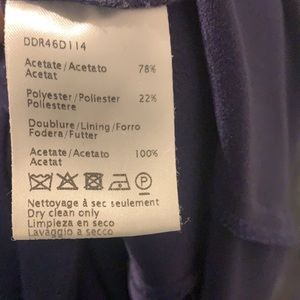 DDR46D114
Acetate/Acetato 78%
Acetat
Polyester/Poliester 22%
Poliestere
Doublure/Lining/Forro
Fodera/Futter
Acetate/Acetato 100%
Acetat
P
Nettoyage à sec seulement
Dry clean only
Limpieza en seco
Lavaggio a secco